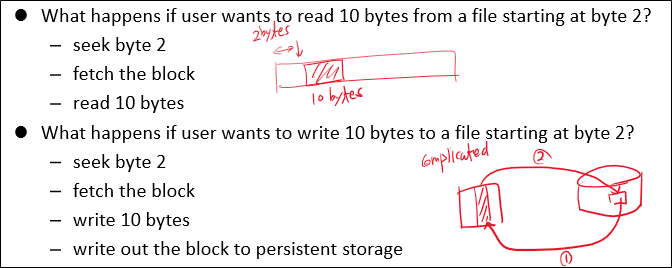 ● What happens if user wants to read 10 bytes from a file starting at byte 2?
2bytes
– seek byte 2
– fetch the block
– read 10 bytes
10 bytes
● What happens if user wants to write 10 bytes to a file starting at byte 2?
– seek byte 2
complicated
②
– fetch the block
– write 10 bytes
– write out the block to persistent storage
①